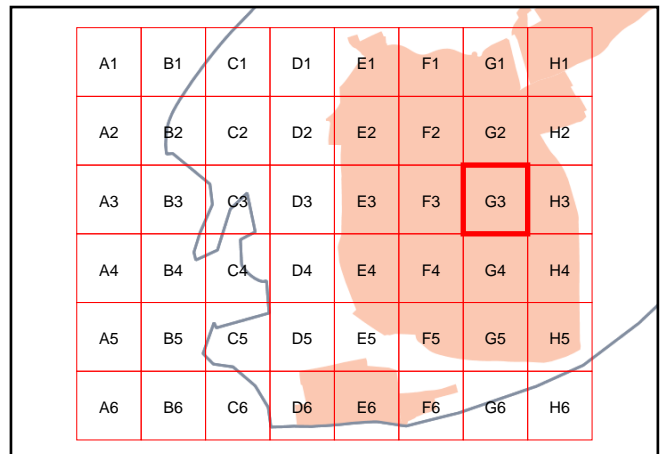 A1 B1 C1 D1 E1 F1 G1 H1
A2 B2 C2 D2 E2 F2 G2 H2
A3 B3 C3 D3 E3 F3 G3 H3
A4 B4 C4 D4 E4 F4 G4 H4
A5 B5 C5 D5 E5 F5 G5 H5
A6 B6 C6 D6 E6 F6 G6 H6